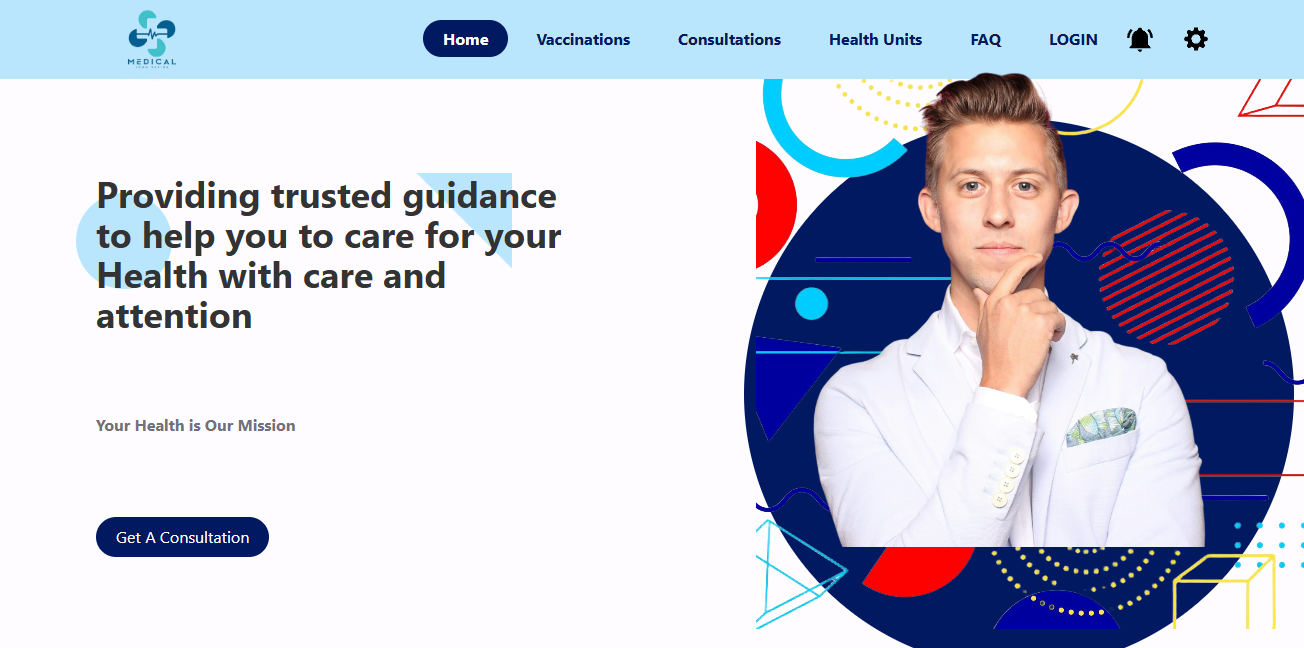 MEDICAL
Home
Vaccinations
Consultations
Health Units
FAQ
LOGIN
Providing trusted guidance
to help you to care for your
Health with care and
attention
Your Health is Our Mission
Get A Consultation